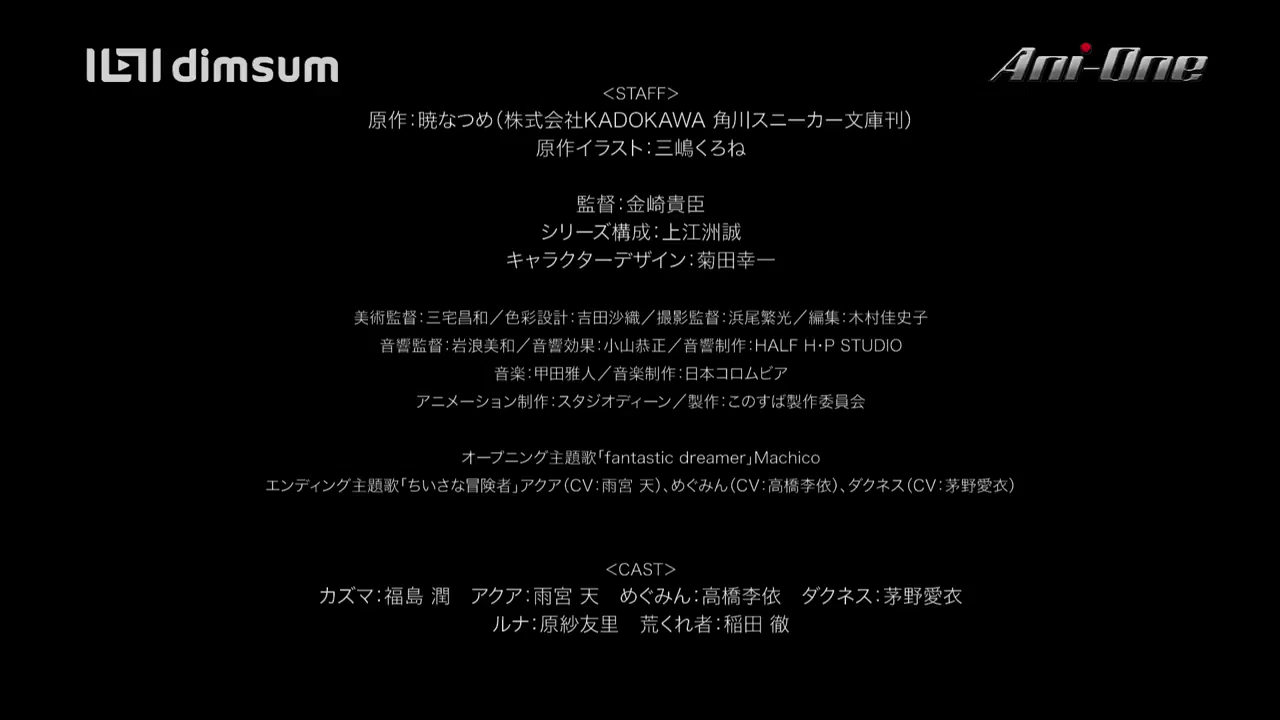 dimsum
Ani-One
<STAFF>
原作：暁なつめ（株式会社KADOKAWA 角川スニーカー文庫刊）
原作イラスト：三嶋くろね
監督：金崎貴臣
シリーズ構成：上江洲誠
キャラクターデザイン：菊田幸一
美術監督：三宅昌和／色彩設計：吉田沙織／撮影監督：浜尾繁光／編集：木村佳史子
音響監督：岩浪美和／音響効果：小山恭正／音響制作：HALF H・P STUDIO
音楽：甲田雅人／音楽制作：日本コロムビア
アニメーション制作：スタジオディーン／製作：このすば製作委員会
オープニング主題歌「fantastic dreamer」Machico
エンディング主題歌「ちいさな冒険者」アクア（CV：雨宮 天）、めぐみん（CV：高橋李依）、ダクネス（CV：茅野愛衣）
<CAST>
カズマ：福島 潤　アクア：雨宮 天　めぐみん：高橋李依　ダクネス：茅野愛衣
ルナ：原紗友里　荒くれ者：稲田 徹